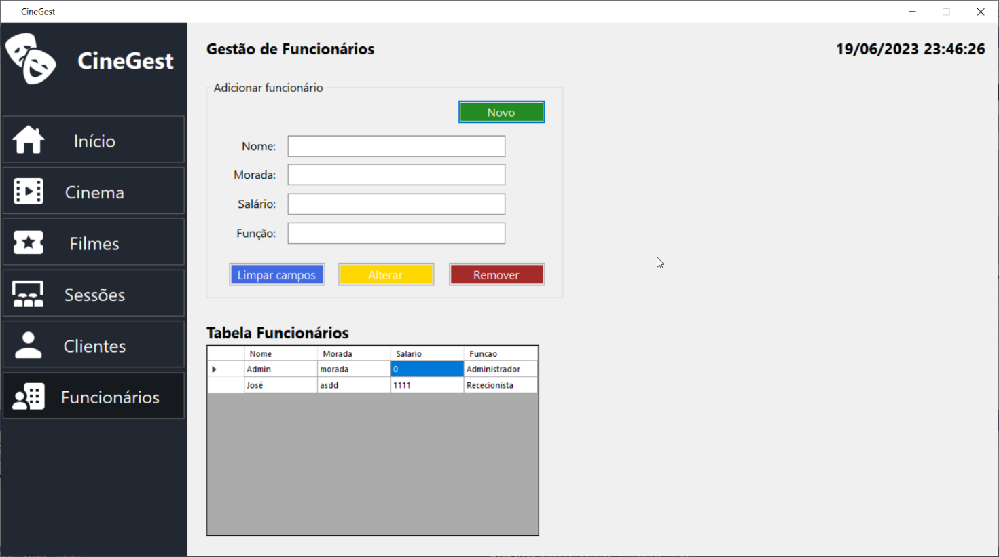 CineGest
CineGest
Início
Cinema
Filmes
Sessões
Clientes
Funcionários
Gestão de Funcionários
19/06/2023 23:46:26
Adicionar funcionário
Novo
Nome:
Morada:
Salário:
Função:
Limpar campos Alterar Remover
Tabela Funcionários
Nome Morada Salario Funcao
Admin morada 0 Administrador
José asdd 1111 Rececionista